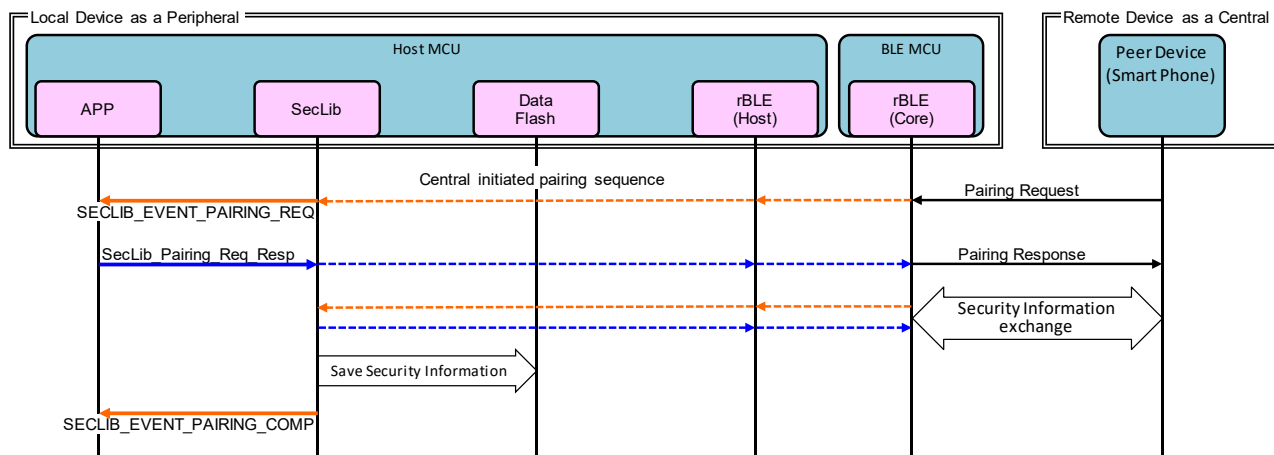 Local Device as a Peripheral
Remote Device as a Central
Host MCU
BLE MCU
Peer Device
(Smart Phone)
APP
SecLib
Data
Flash
rBLE
(Host)
rBLE
(Core)
Central initiated pairing sequence
Pairing Request
SECLIB_EVENT_PAIRING_REQ
SecLib_Pairing_Req_Resp
Pairing Response
Security Information
exchange
Save Security Information
SECLIB_EVENT_PAIRING_COMP